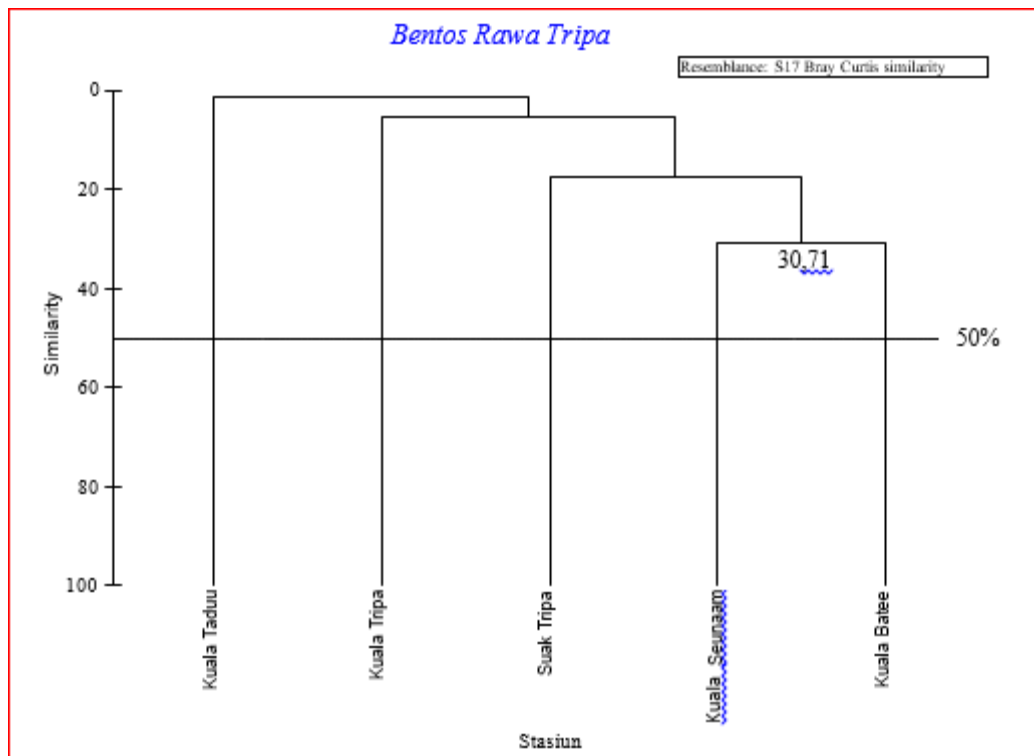 Bentos Rawa Tripa
Resemblance: S17 Bray Curtis similarity
0
20
40
60
80
100
Similarity
30,71
50%
Kuala Taduu
Kuala Tripa
Suak Tripa
Kuala Seunaam
Kuala Batee
Stasiun